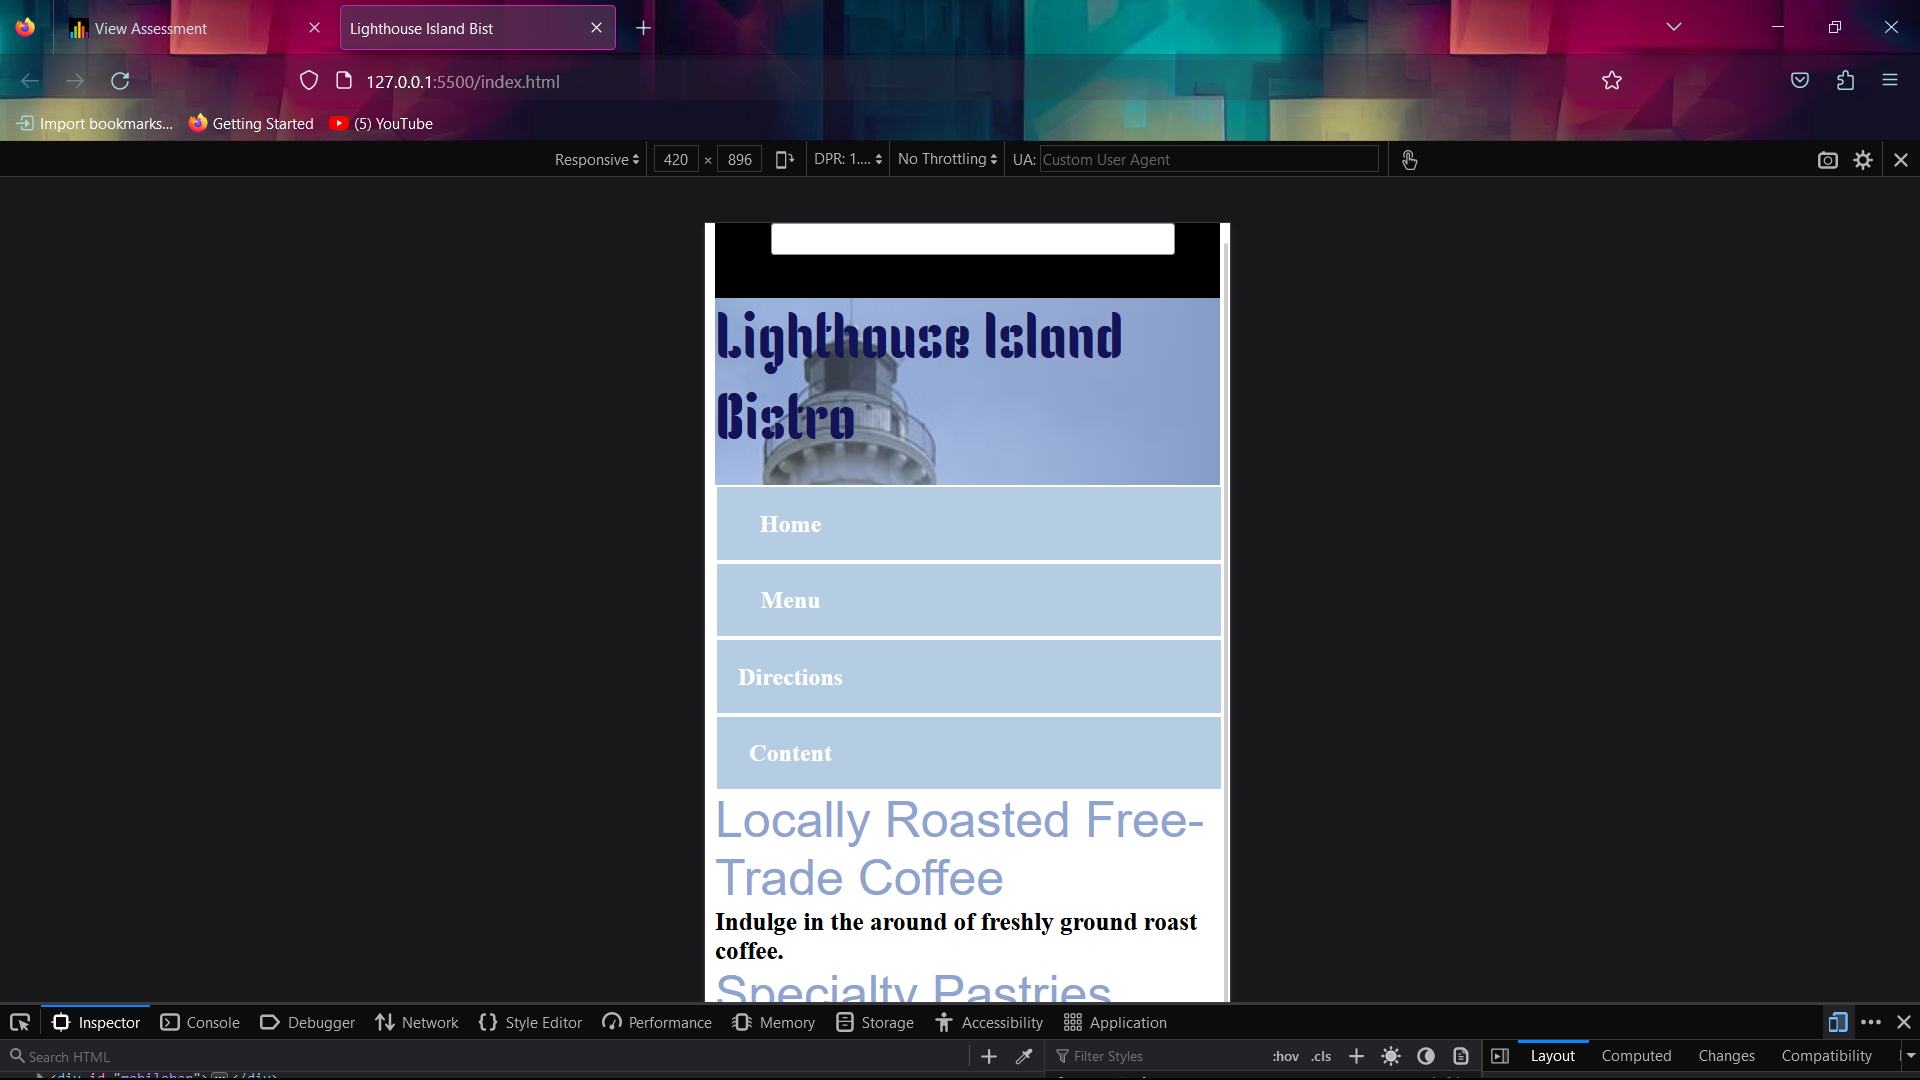 View Assessment
Lighthouse Island Bist
127.0.0.1:5500/index.html
Import bookmarks...
Getting Started
(5) YouTube
Responsive
420 × 896
DPR: 1....
No Throttling
UA: Custom User Agent
Lighthouse Island
Bistro
Home
Menu
Directions
Content
Locally Roasted Free-
Trade Coffee
Indulge in the around of freshly ground roast
coffee.
Specialty Pastries
Inspector
Console
Debugger
Network
Style Editor
Performance
Memory
Storage
Accessibility
Application
Search HTML
Filter Styles
:hov
.cls
Layout
Computed
Changes
Compatibility